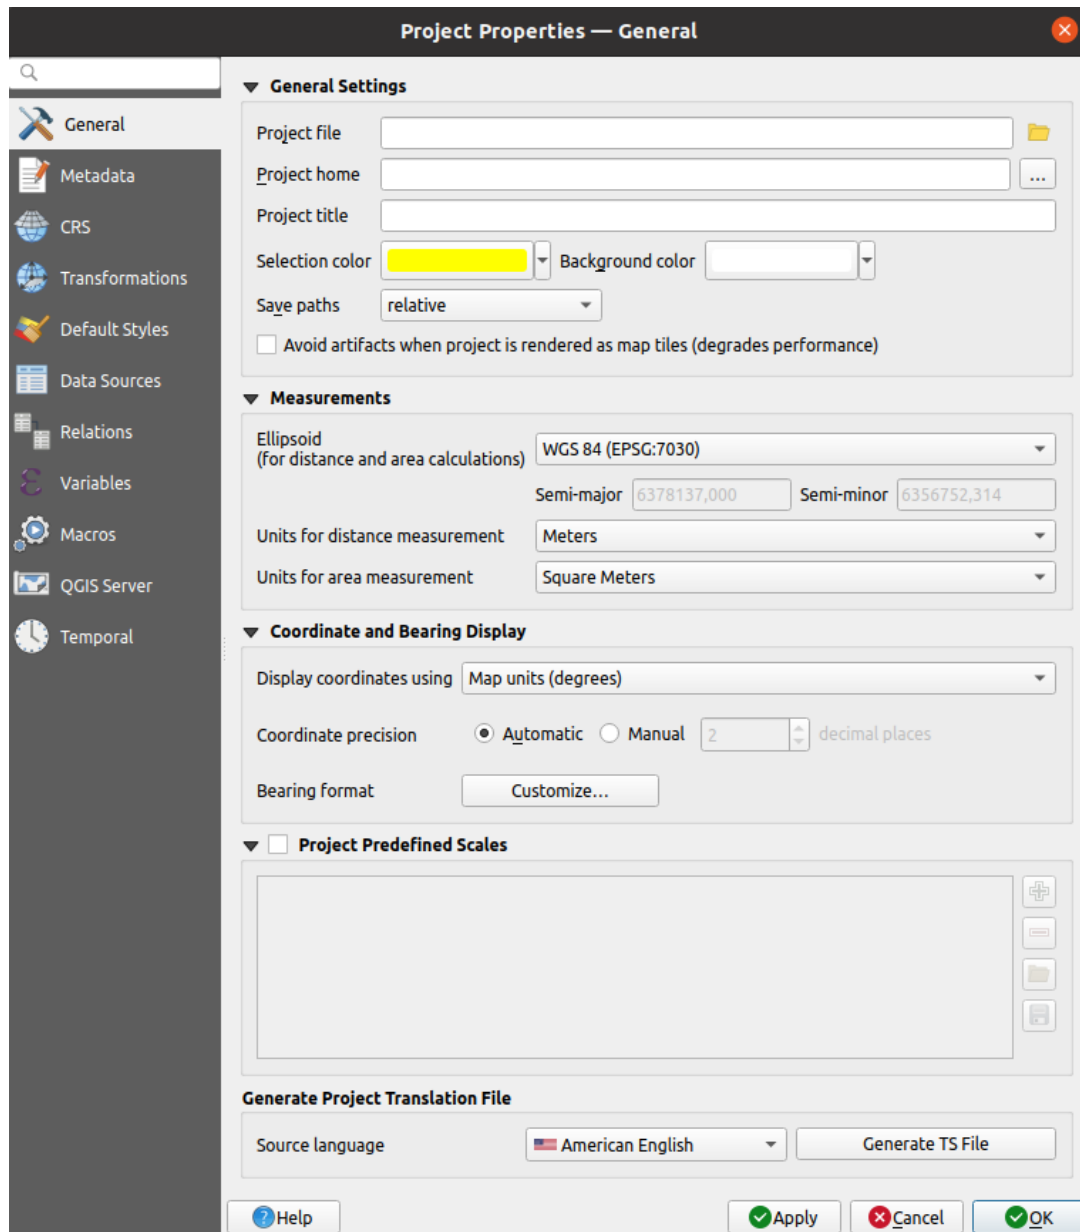 Project Properties — General
General
Metadata
CRS
Transformations
Default Styles
Data Sources
Relations
Variables
Macros
QGIS Server
Temporal
General Settings
Project file
Project home
...
Project title
Selection color
Background color
Save paths
relative
Avoid artifacts when project is rendered as map tiles (degrades performance)
Measurements
Ellipsoid
(for distance and area calculations)
WGS 84 (EPSG:7030)
Semi-major 6378137,000 Semi-minor 6356752,314
Units for distance measurement Meters
Units for area measurement Square Meters
Coordinate and Bearing Display
Display coordinates using Map units (degrees)
Coordinate precision Automatic Manual 2 decimal places
Bearing format Customize...
Project Predefined Scales
Generate Project Translation File
Source language American English Generate TS File
Help Apply Cancel OK